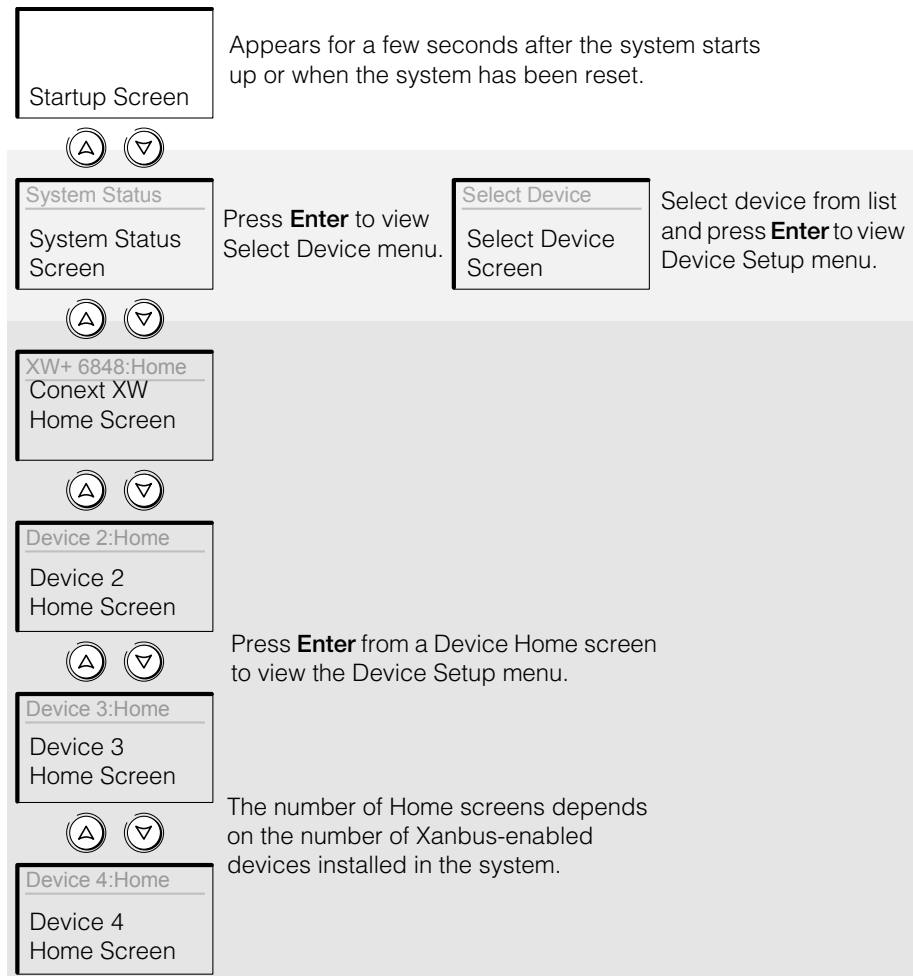 Startup Screen
Appears for a few seconds after the system starts
up or when the system has been reset.
System Status
System Status
Screen
Press Enter to view
Select Device menu.
Select Device
Select Device
Screen
Select device from list
and press Enter to view
Device Setup menu.
XW+ 6848:Home
Conext XW
Home Screen
Device 2:Home
Device 2
Home Screen
Press Enter from a Device Home screen
to view the Device Setup menu.
Device 3:Home
Device 3
Home Screen
The number of Home screens depends
on the number of Xanbus-enabled
devices installed in the system.
Device 4:Home
Device 4
Home Screen